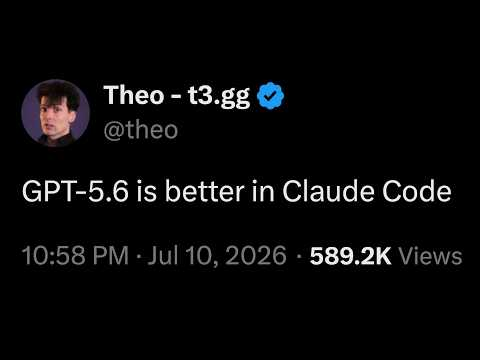 Theo - t3.gg
@theo
GPT-5.6 is better in Claude Code
10:58 PM · Jul 10, 2026 · 589.2K Views